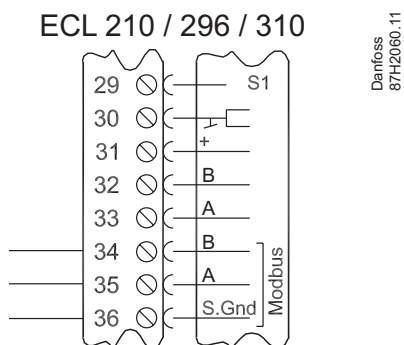 ECL 210 / 296 / 310
Danfoss
87H2060.11
29 S1
30
31 +
32 B
33 A
34 B
35 A
36 S.Gnd
Modbus